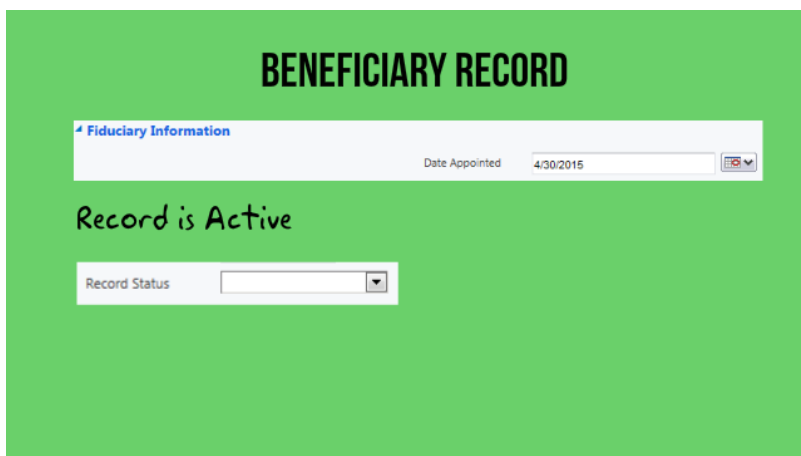 BENEFICIARY RECORD
Fiduciary Information
Date Appointed 4/30/2015
Record is Active
Record Status